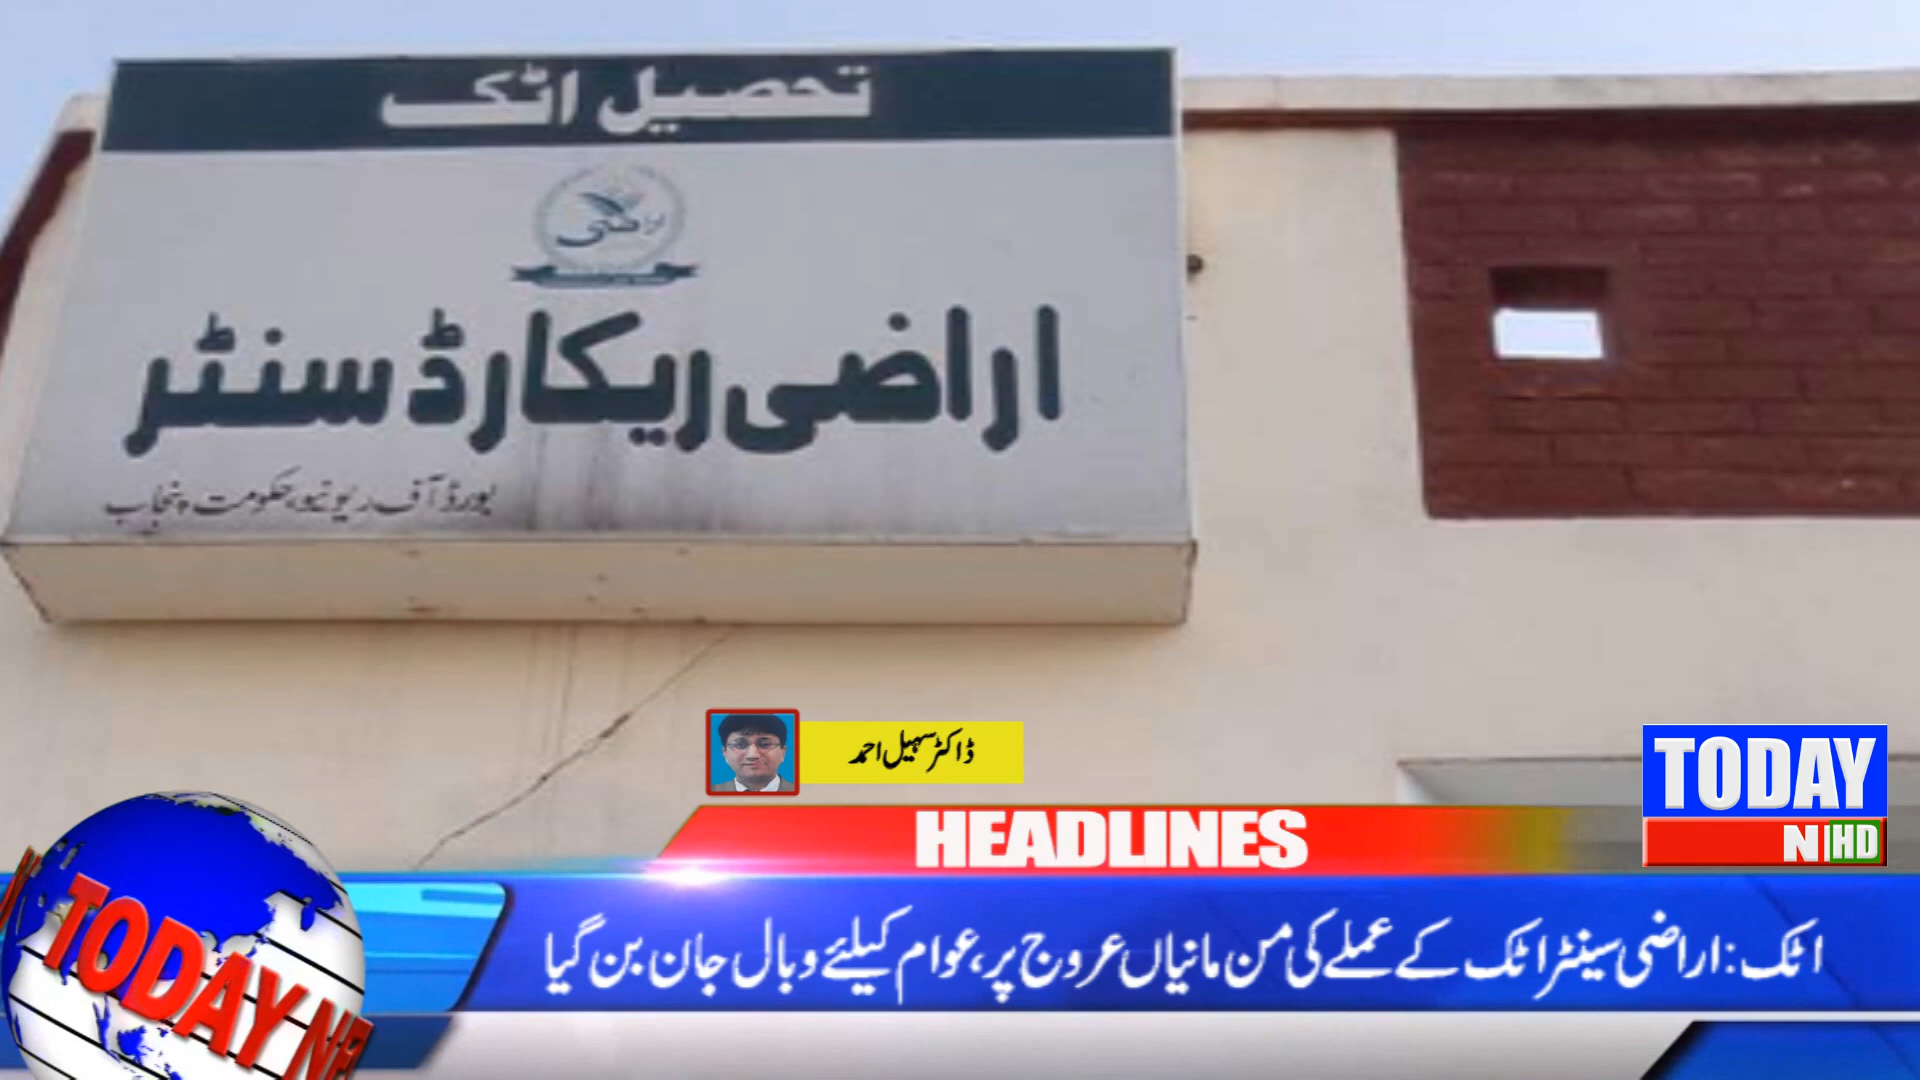 تحصیل اٹک
اراضی ریکارڈ سنٹر
بورڈ آف ریونیو، حکومت پنجاب
ڈاکٹر سہیل احمد
HEADLINES
TODAY
N HD
اٹک: اراضی سینٹر اٹک کے عملے کی من مانیاں عروج پر، عوام کیلئے وبال جان بن گیا
TODAY NE